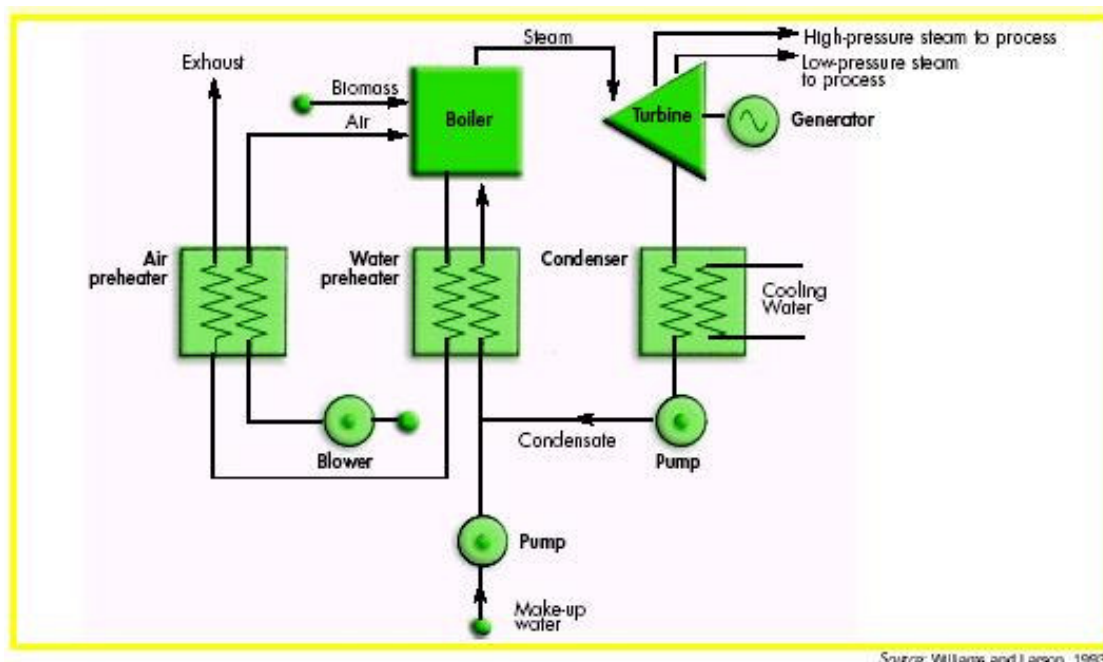 Steam
High-pressure steam to process
Exhaust
Low-pressure steam
to process
Biomass
Boiler
Turbine
Air
Generator
Air
preheater
Water
preheater
Condenser
Cooling
Water
Condensate
Blower
Pump
Pump
Make-up
water
Source: Williams and Larson, 1993